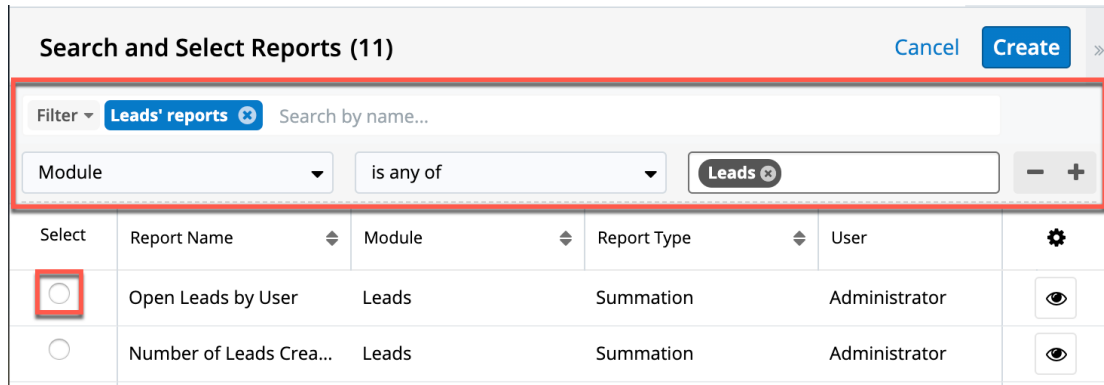 Search and Select Reports (11) Cancel Create »
Filter Leads' reports Search by name...
Module is any of Leads
Select Report Name Module Report Type User
Open Leads by User Leads Summation Administrator
Number of Leads Crea... Leads Summation Administrator